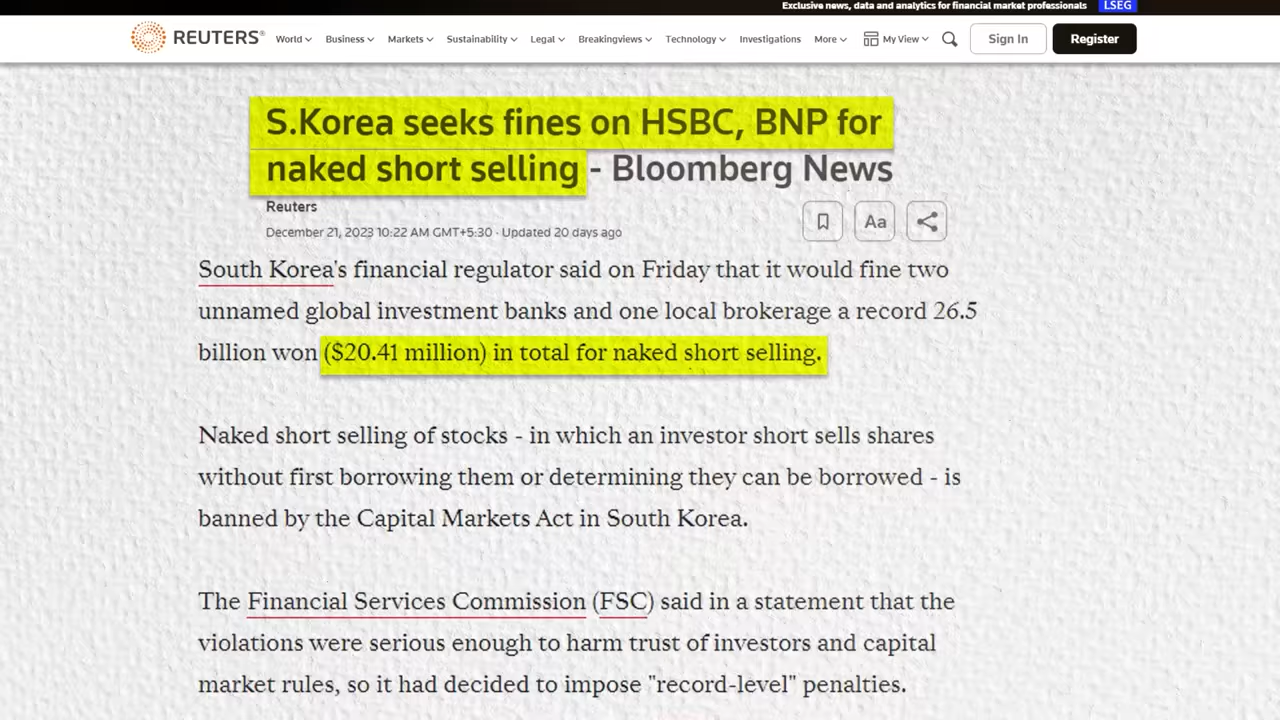 Exclusive news, data and analytics for financial market professionals LSEG
REUTERS® World Business Markets Sustainability Legal Breakingviews Technology Investigations More My View Sign In Register
S.Korea seeks fines on HSBC, BNP for
naked short selling - Bloomberg News
Reuters
December 21, 2023 10:22 AM GMT+5:30 · Updated 20 days ago
Aa
South Korea's financial regulator said on Friday that it would fine two
unnamed global investment banks and one local brokerage a record 26.5
billion won ($20.41 million) in total for naked short selling.
Naked short selling of stocks - in which an investor short sells shares
without first borrowing them or determining they can be borrowed - is
banned by the Capital Markets Act in South Korea.
The Financial Services Commission (FSC) said in a statement that the
violations were serious enough to harm trust of investors and capital
market rules, so it had decided to impose "record-level" penalties.